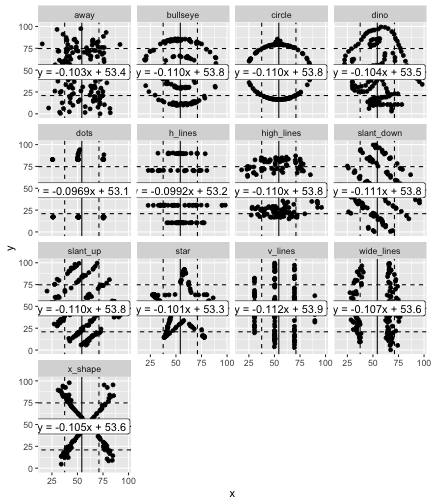 away bullseye circle dino
100
75
y = -0.103x + 53.4 y = -0.110x + 53.8 y = -0.110x + 53.8 y = -0.104x + 53.5
50
25
0
dots h_lines high_lines slant_down
100
75
y = -0.0969x + 53.1 y = -0.0992x + 53.2 y = -0.110x + 53.8 y = -0.111x + 53.8
50
25
0
y
slant_up star v_lines wide_lines
100
75
y = -0.110x + 53.8 y = -0.101x + 53.3 y = -0.112x + 53.9 y = -0.107x + 53.6
50
25
0
x_shape 25 50 75 100 25 50 75 100 25 50 75 100
100
75
y = -0.105x + 53.6
50
25
0
25 50 75 100
x